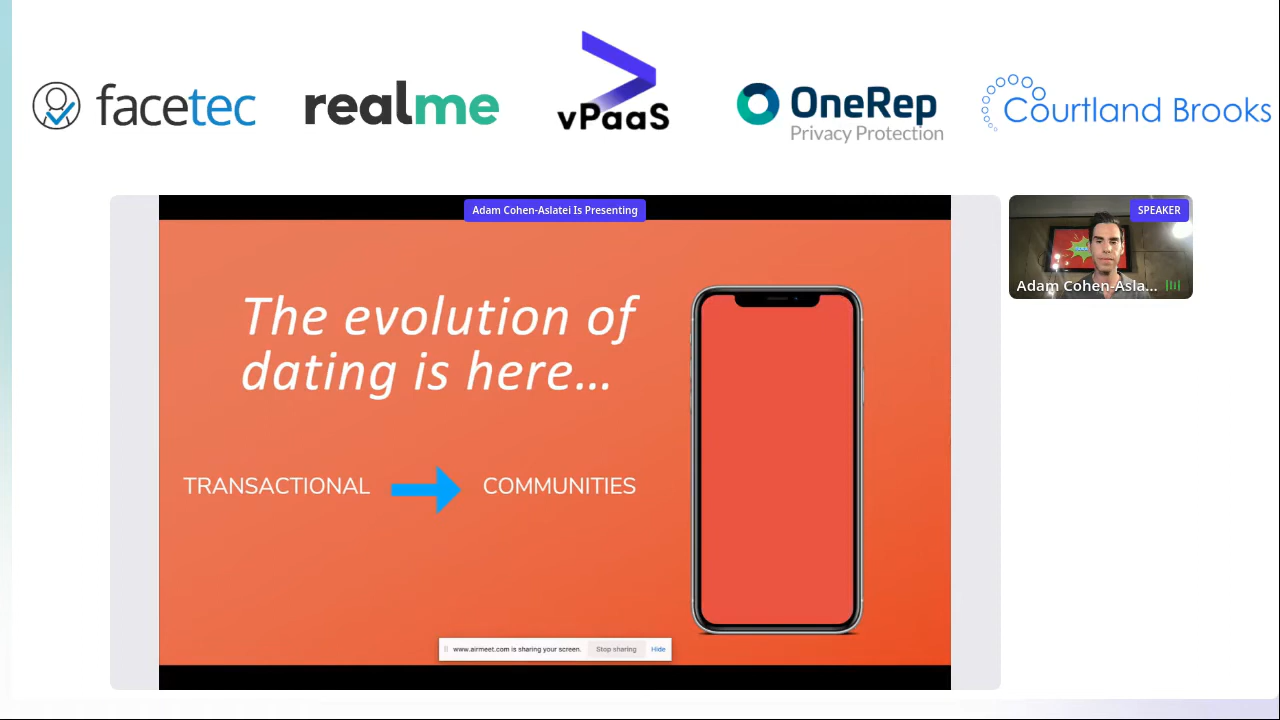 facetec
realme
vPaaS
OneRep
Privacy Protection
Courtland Brooks
Adam Cohen-Aslatei Is Presenting
SPEAKER
Adam Cohen-Asla...
The evolution of
dating is here...
TRANSACTIONAL
COMMUNITIES
www.airmeet.com is sharing your screen.
Stop sharing
Hide